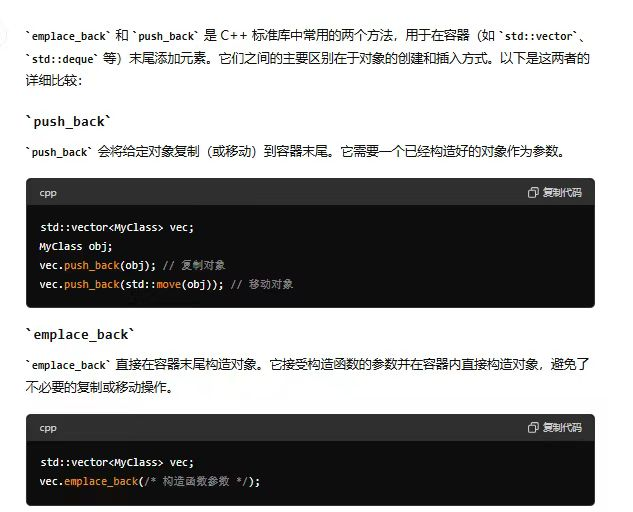 `emplace_back` 和 `push_back` 是 C++ 标准库中常用的两个方法，用于在容器（如 `std::vector`、
`std::deque` 等）末尾添加元素。它们之间的主要区别在于对象的创建和插入方式。以下是这两者的
详细比较：
`push_back`
`push_back` 会将给定对象复制（或移动）到容器末尾。它需要一个已经构造好的对象作为参数。
cpp 复制代码
std::vector<MyClass> vec;
MyClass obj;
vec.push_back(obj); // 复制对象
vec.push_back(std::move(obj)); // 移动对象
`emplace_back`
`emplace_back` 直接在容器末尾构造对象。它接受构造函数的参数并在容器内直接构造对象，避免了
不必要的复制或移动操作。
cpp 复制代码
std::vector<MyClass> vec;
vec.emplace_back(/* 构造函数参数 */);